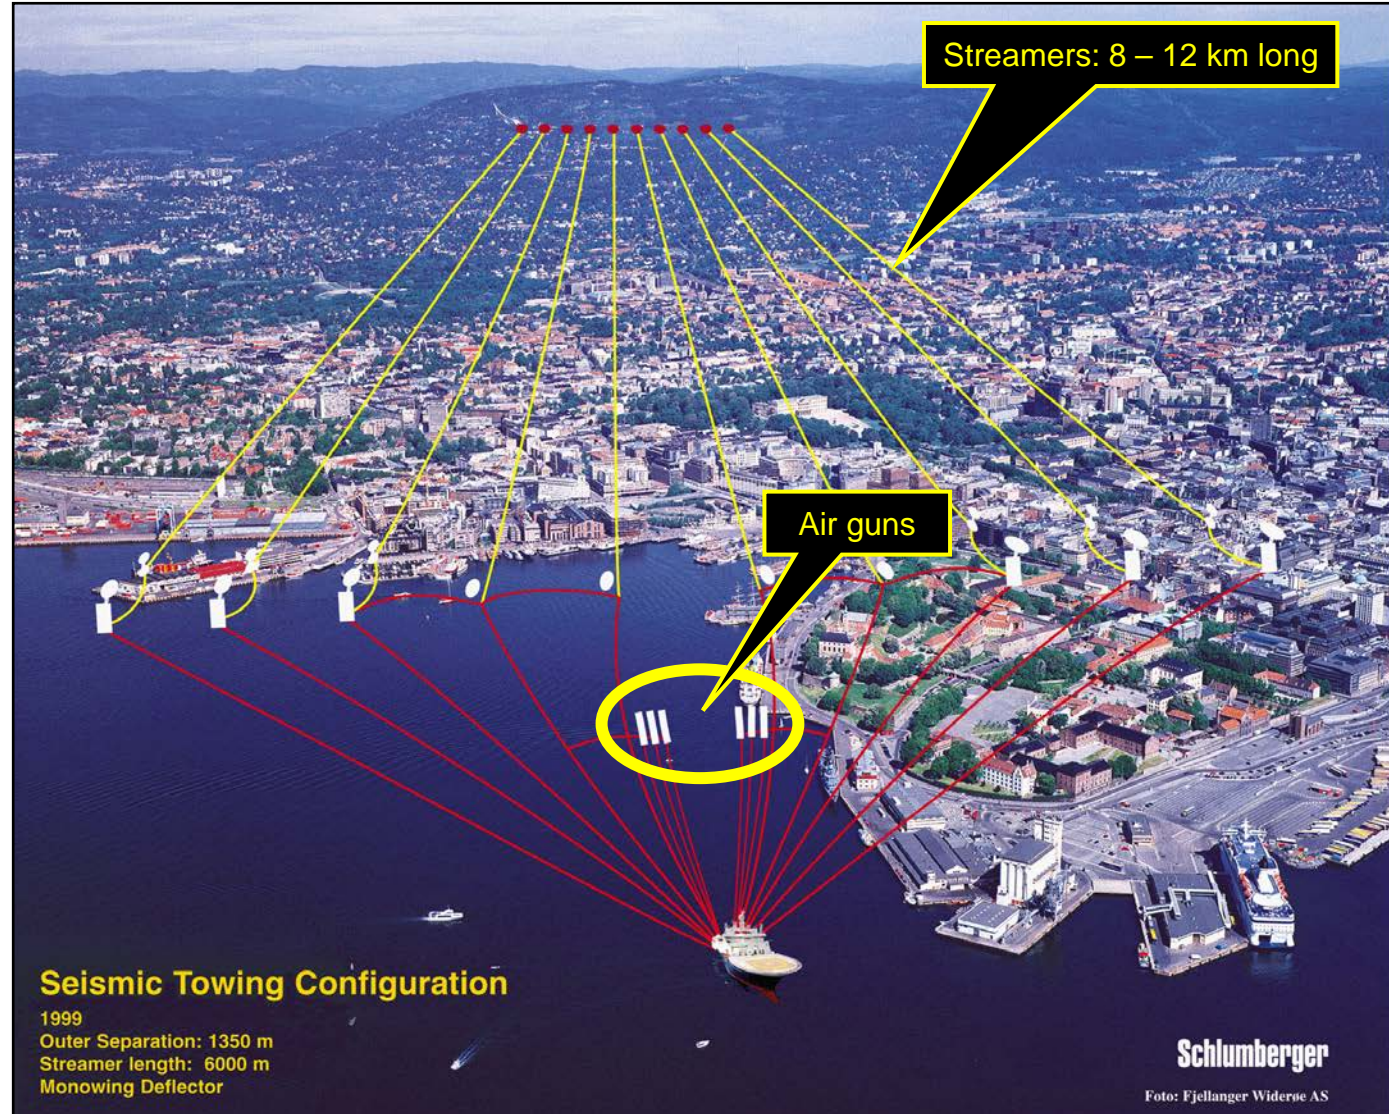 Streamers: 8 – 12 km long
Air guns
Seismic Towing Configuration
1999
Outer Separation: 1350 m
Streamer length: 6000 m
Monowing Deflector
Schlumberger
Foto: Fjellanger Widerøe AS